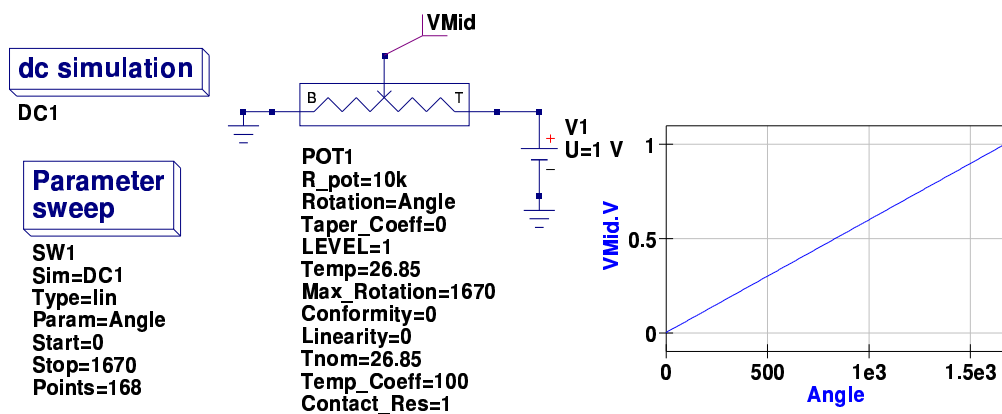 dc simulation
DC1
Parameter
sweep
SW1
Sim=DC1
Type=lin
Param=Angle
Start=0
Stop=1670
Points=168
VMid
B
T
POT1
R_pot=10k
Rotation=Angle
Taper_Coeff=0
LEVEL=1
Temp=26.85
Max_Rotation=1670
Conformity=0
Linearity=0
Tnom=26.85
Temp_Coeff=100
Contact_Res=1
V1
U=1 V
+
−
VMid.V
1
0.5
0
0 500 1e3 1.5e3
Angle